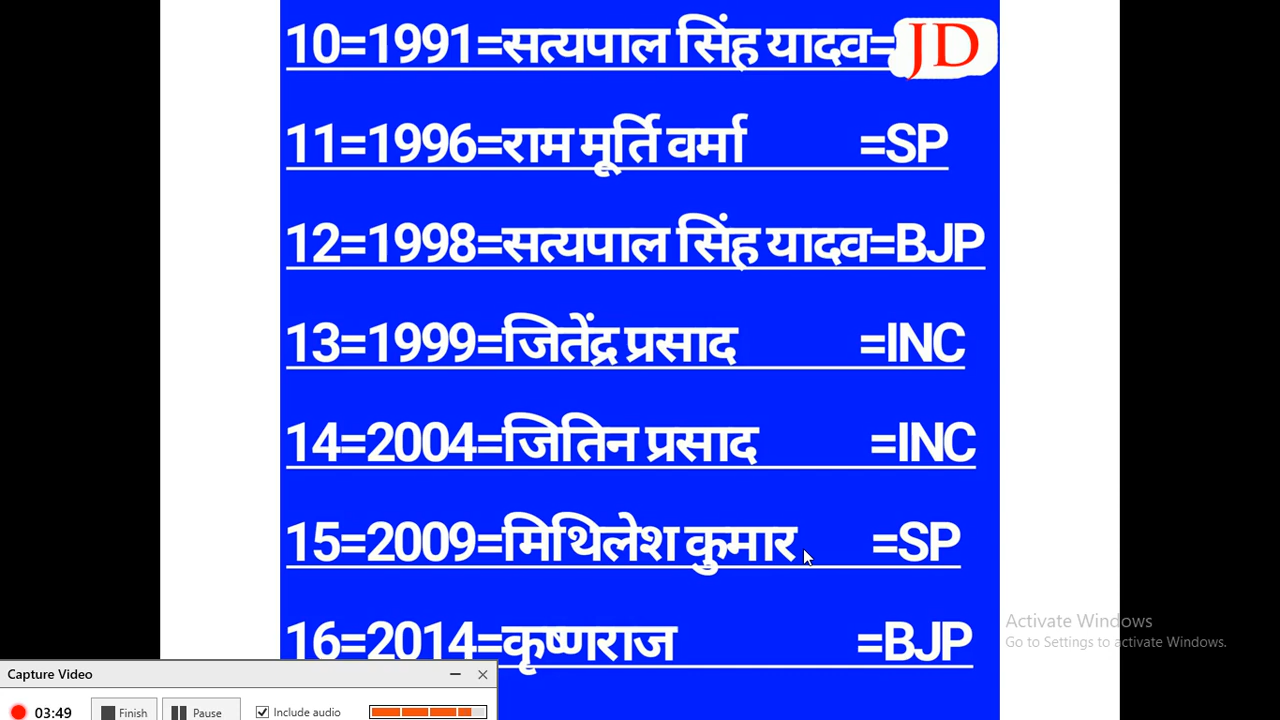 10=1991=सत्यपाल सिंह यादव=JD
11=1996=राम मूर्ति वर्मा =SP
12=1998=सत्यपाल सिंह यादव=BJP
13=1999=जितेंद्र प्रसाद =INC
14=2004=जितिन प्रसाद =INC
15=2009=मिथिलेश कुमार =SP
16=2014=कृष्णराज =BJP
Activate Windows
Go to Settings to activate Windows.
Capture Video
03:49 Finish Pause Include audio